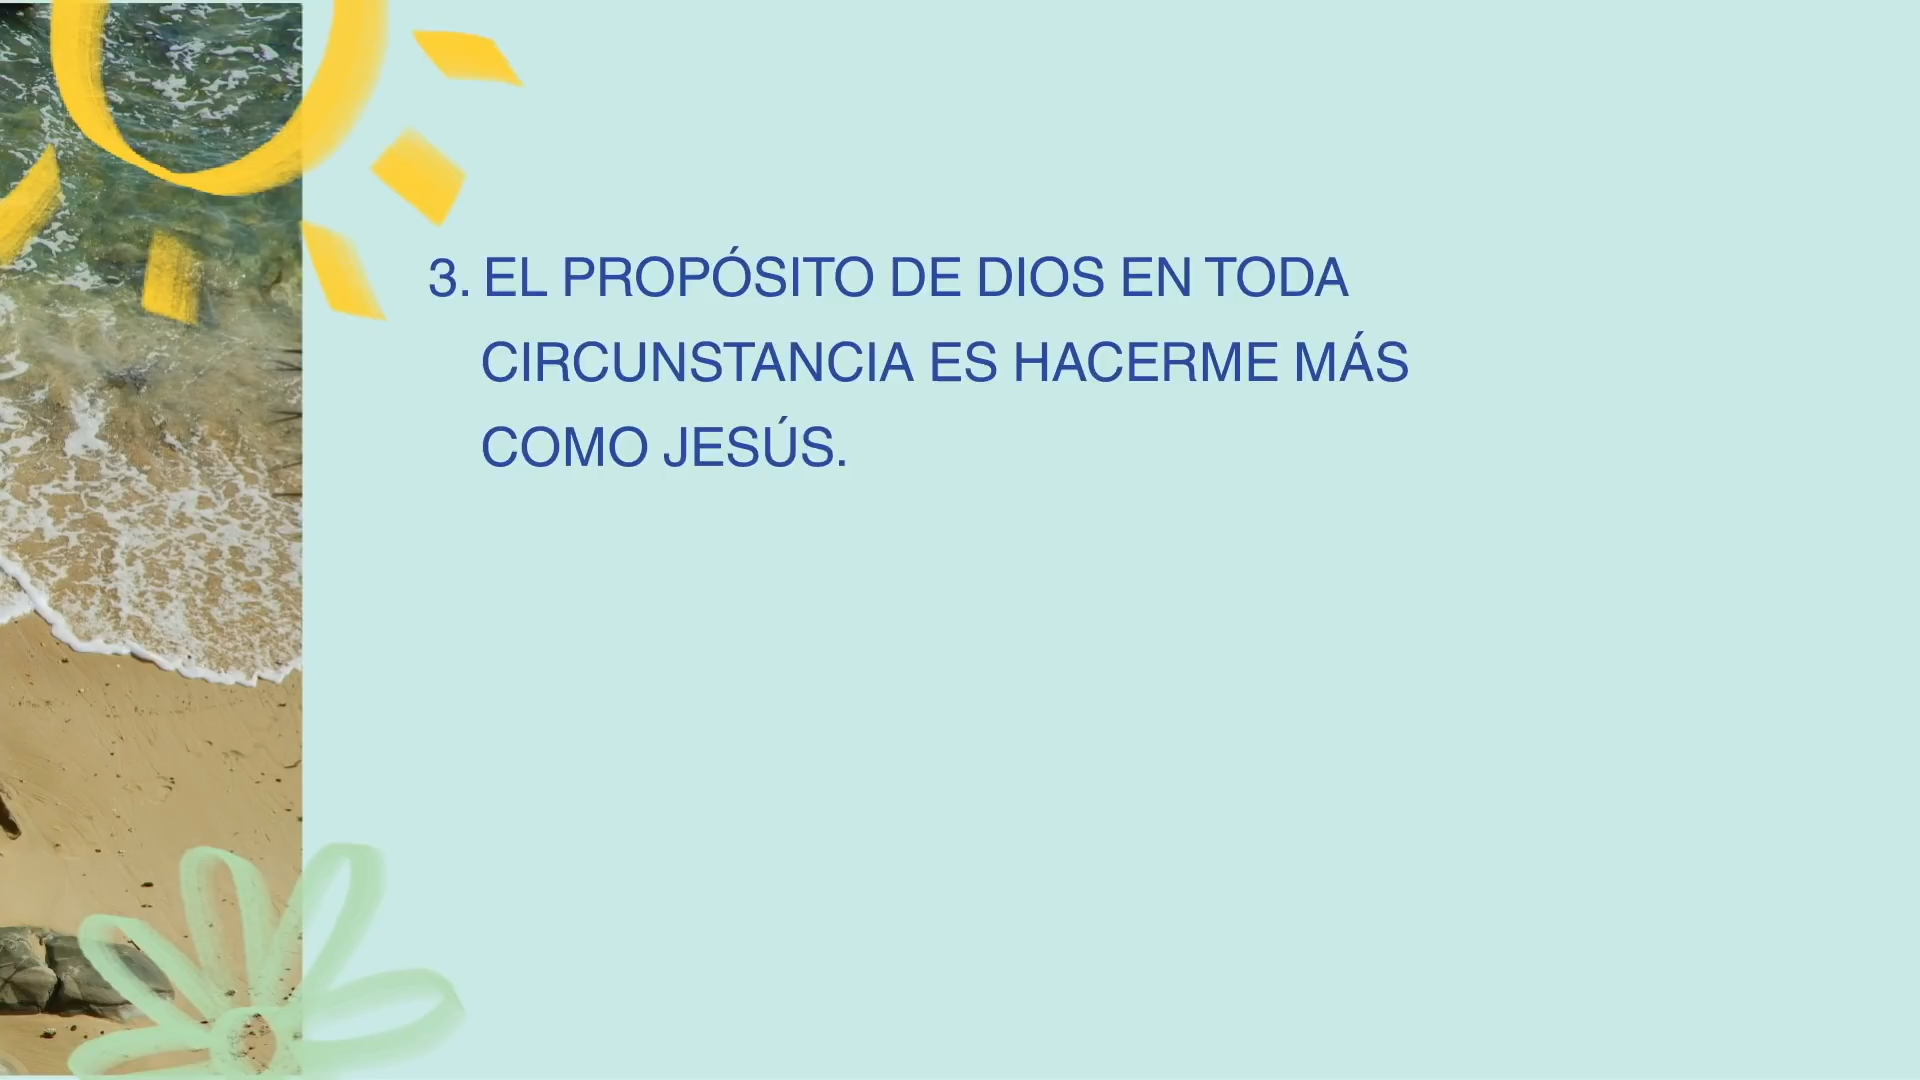 3. EL PROPÓSITO DE DIOS EN TODA
CIRCUNSTANCIA ES HACERME MÁS
COMO JESÚS.